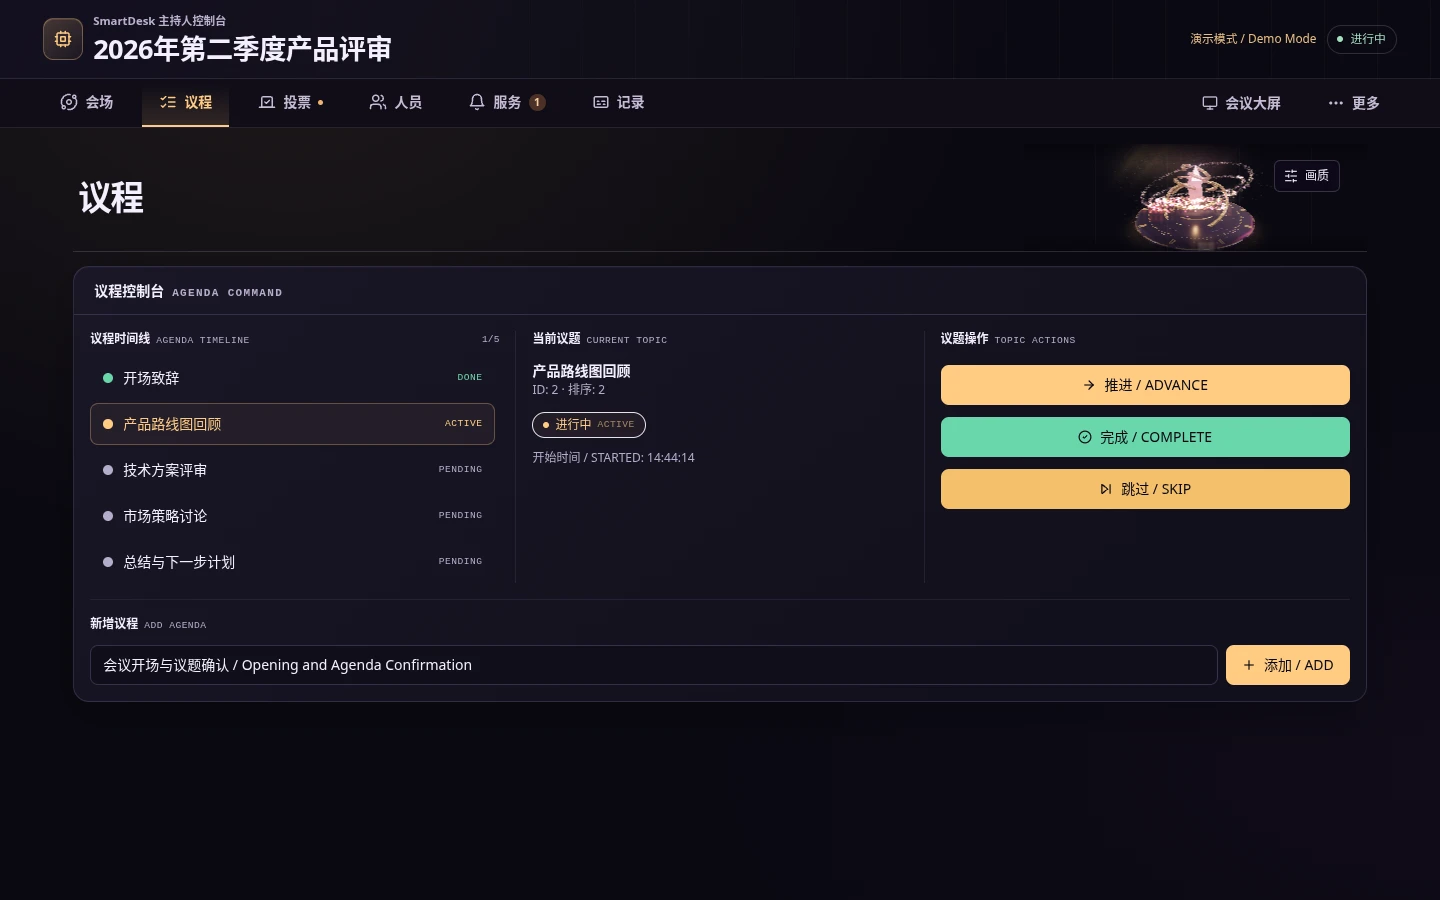 SmartDesk 主持人控制台
2026年第二季度产品评审
演示模式 / Demo Mode
进行中
会场
议程
投票
人员
服务 1
记录
会议大屏
更多
议程
画质
议程控制台 AGENDA COMMAND
议程时间线 AGENDA TIMELINE 1/5
开场致辞 DONE
产品路线图回顾 ACTIVE
技术方案评审 PENDING
市场策略讨论 PENDING
总结与下一步计划 PENDING
当前议题 CURRENT TOPIC
产品路线图回顾
ID: 2 · 排序: 2
进行中 ACTIVE
开始时间 / STARTED: 14:44:14
议题操作 TOPIC ACTIONS
推进 / ADVANCE
完成 / COMPLETE
跳过 / SKIP
新增议程 ADD AGENDA
会议开场与议题确认 / Opening and Agenda Confirmation
添加 / ADD